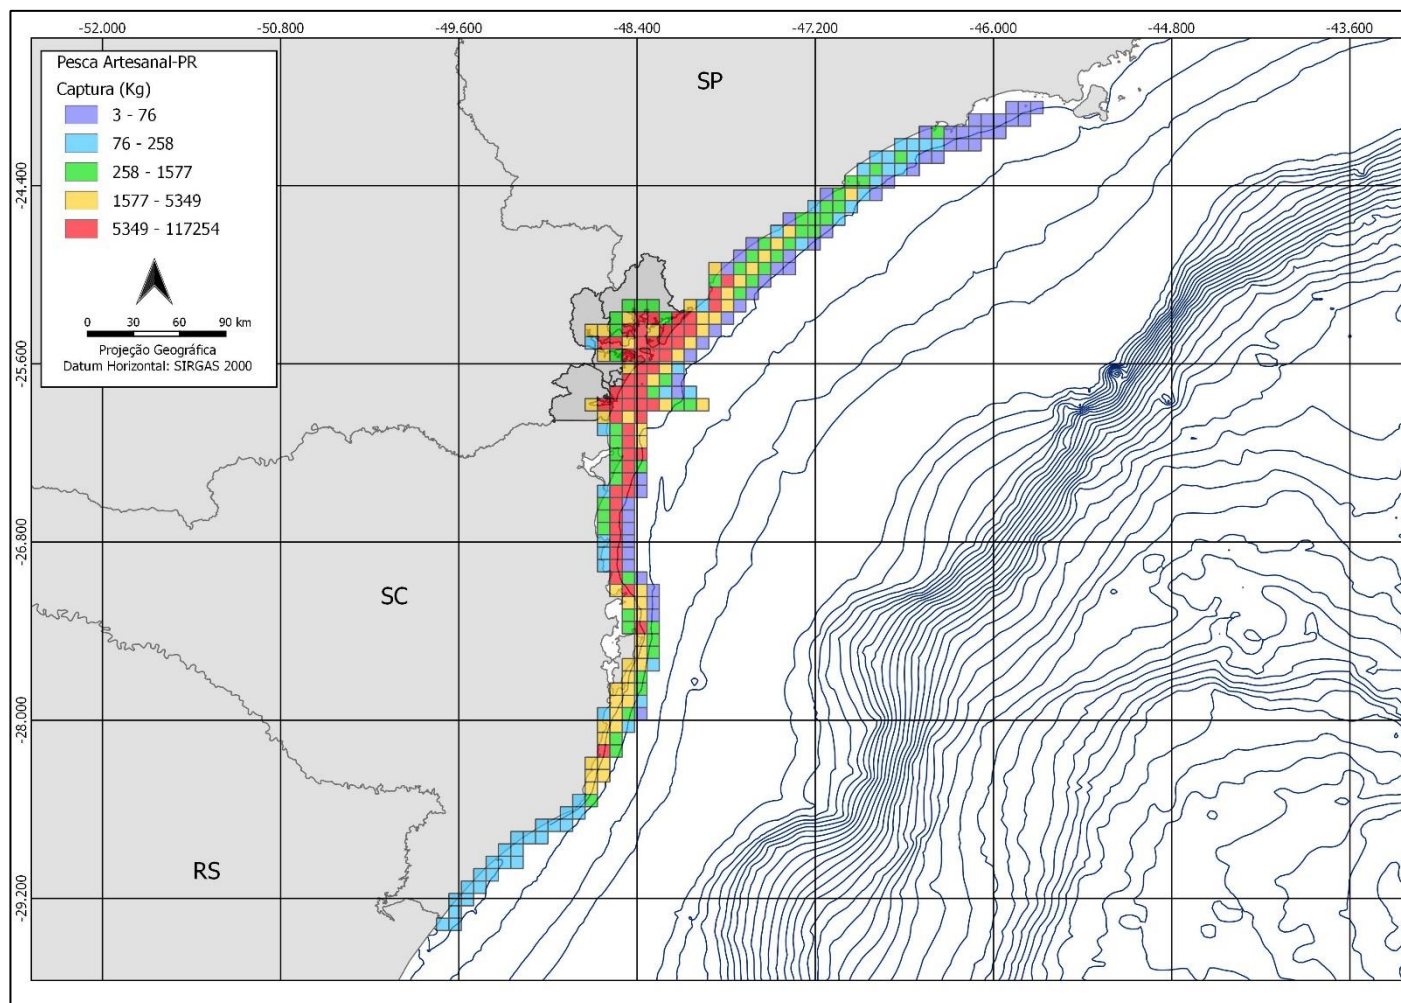 -52.000 -50.800 -49.600 -48.400 -47.200 -46.000 -44.800 -43.600
Pesca Artesanal-PR
Captura (Kg)
3 - 76
76 - 258
258 - 1577
1577 - 5349
5349 - 117254
0 30 60 90 km
Projeção Geográfica
Datum Horizontal: SIRGAS 2000
SP
SC
RS
-24.400
-25.600
-26.800
-28.000
-29.200